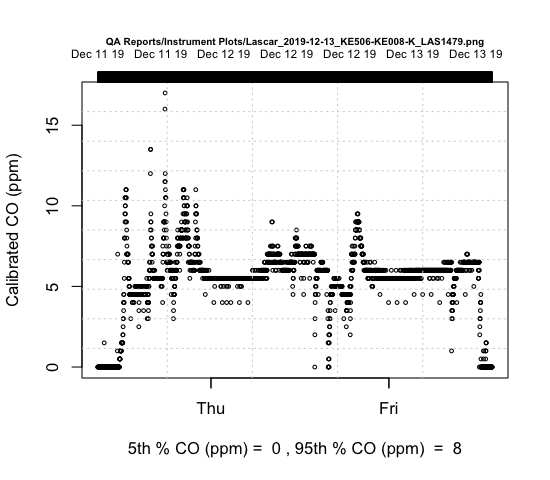 QA Reports/Instrument Plots/Lascar_2019-12-13_KE506-KE008-K_LAS1479.png
Dec 11 19 Dec 11 19 Dec 12 19 Dec 12 19 Dec 12 19 Dec 13 19 Dec 13 19
15
10
5
0
Calibrated CO (ppm)
Thu Fri
5th % CO (ppm) = 0 , 95th % CO (ppm) = 8